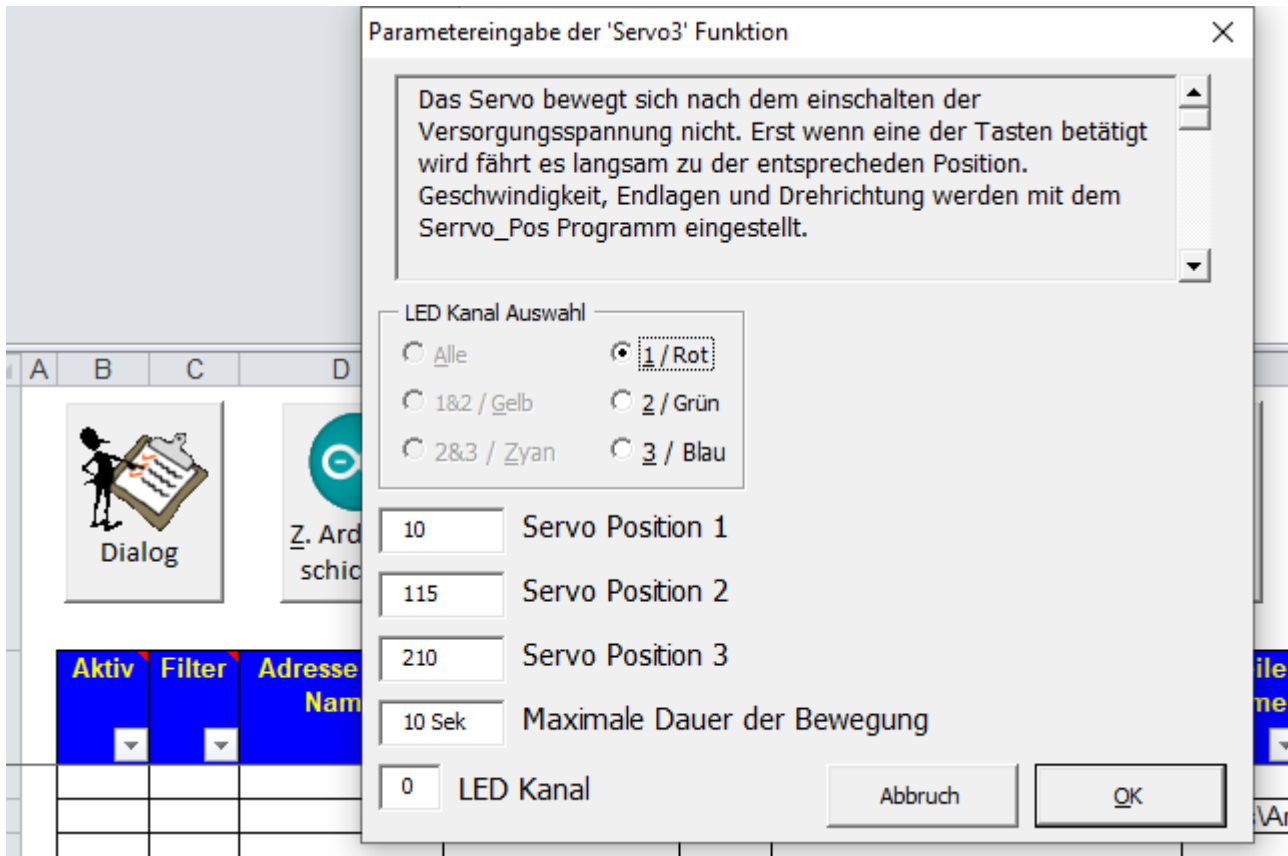 Parametereingabe der 'Servo3' Funktion
Das Servo bewegt sich nach dem einschalten der
Versorgungsspannung nicht. Erst wenn eine der Tasten betätigt
wird fährt es langsam zu der entsprecheden Position.
Geschwindigkeit, Endlagen und Drehrichtung werden mit dem
Serrvo_Pos Programm eingestellt.
LED Kanal Auswahl
Alle
1 / Rot
1&2 / Gelb
2 / Grün
2&3 / Zyan
3 / Blau
10 Servo Position 1
115 Servo Position 2
210 Servo Position 3
10 Sek Maximale Dauer der Bewegung
0 LED Kanal
Abbruch
OK
A B C D
Dialog
Z. Ard
schic
Aktiv Filter Adresse
Nam
ile
me
\Ar